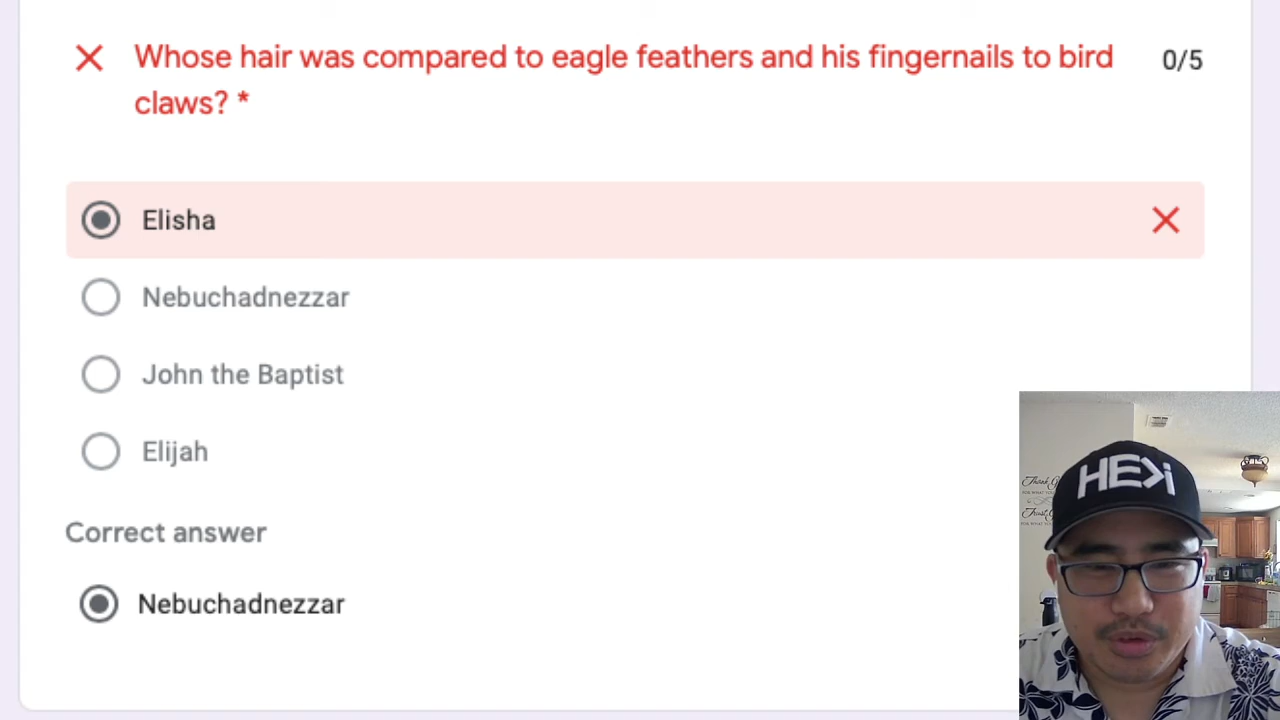 Whose hair was compared to eagle feathers and his fingernails to bird 0/5
claws? *
Elisha
Nebuchadnezzar
John the Baptist
Elijah
Correct answer
Nebuchadnezzar
HE>i